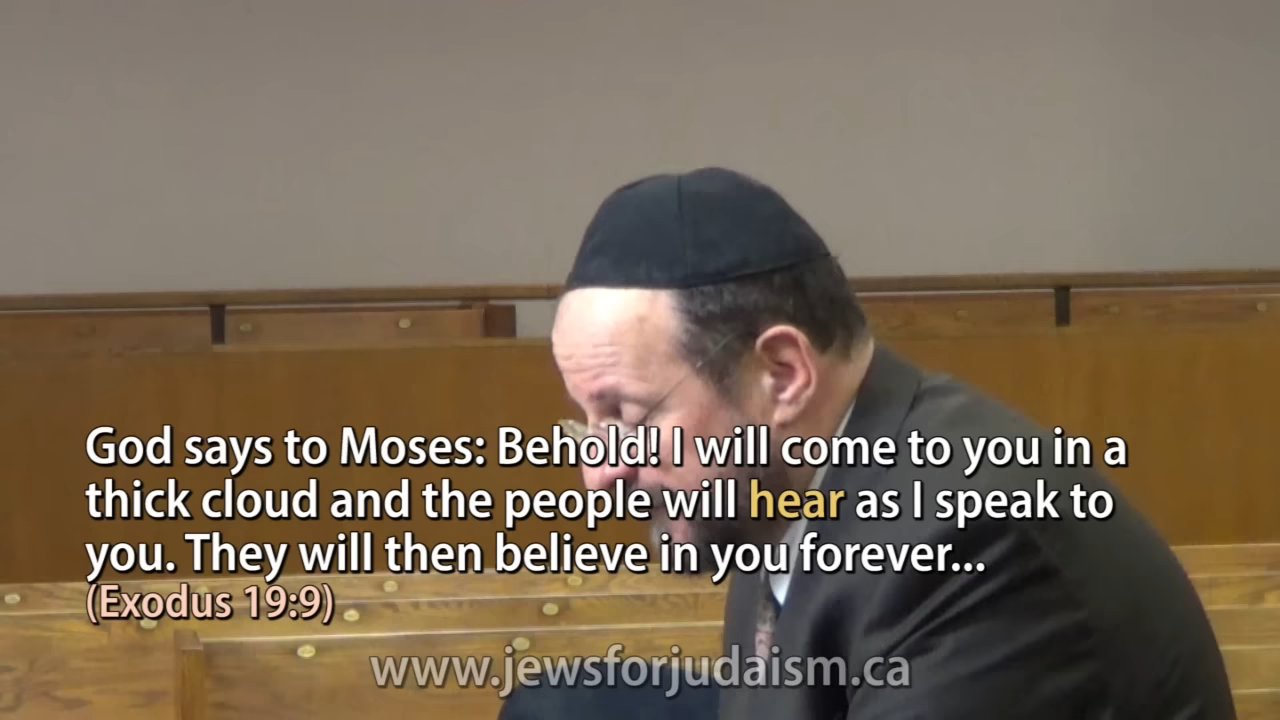 God says to Moses: Behold! I will come to you in a
thick cloud and the people will hear as I speak to
you. They will then believe in you forever...
(Exodus 19:9)
www.jewsforjudaism.ca